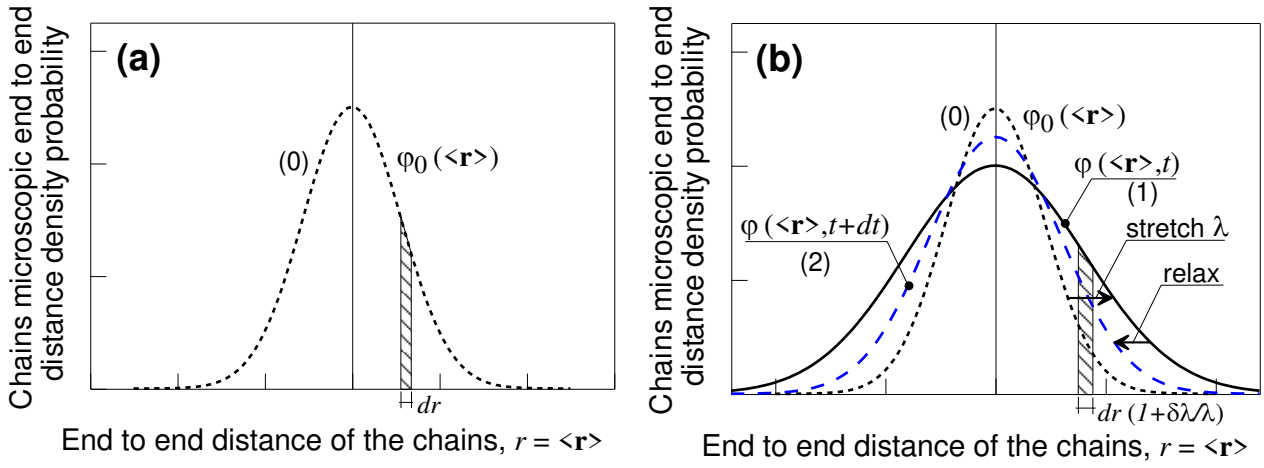 Chains microscopic end to end
distance density probability
(a)
(0)
φ0 (<r>)
dr
End to end distance of the chains, r = <r>
Chains microscopic end to end
distance density probability
(b)
(0)
φ0 (<r>)
φ (<r>,t)
(1)
φ (<r>,t+dt)
(2)
stretch λ
relax
dr (1+δλ/λ)
End to end distance of the chains, r = <r>